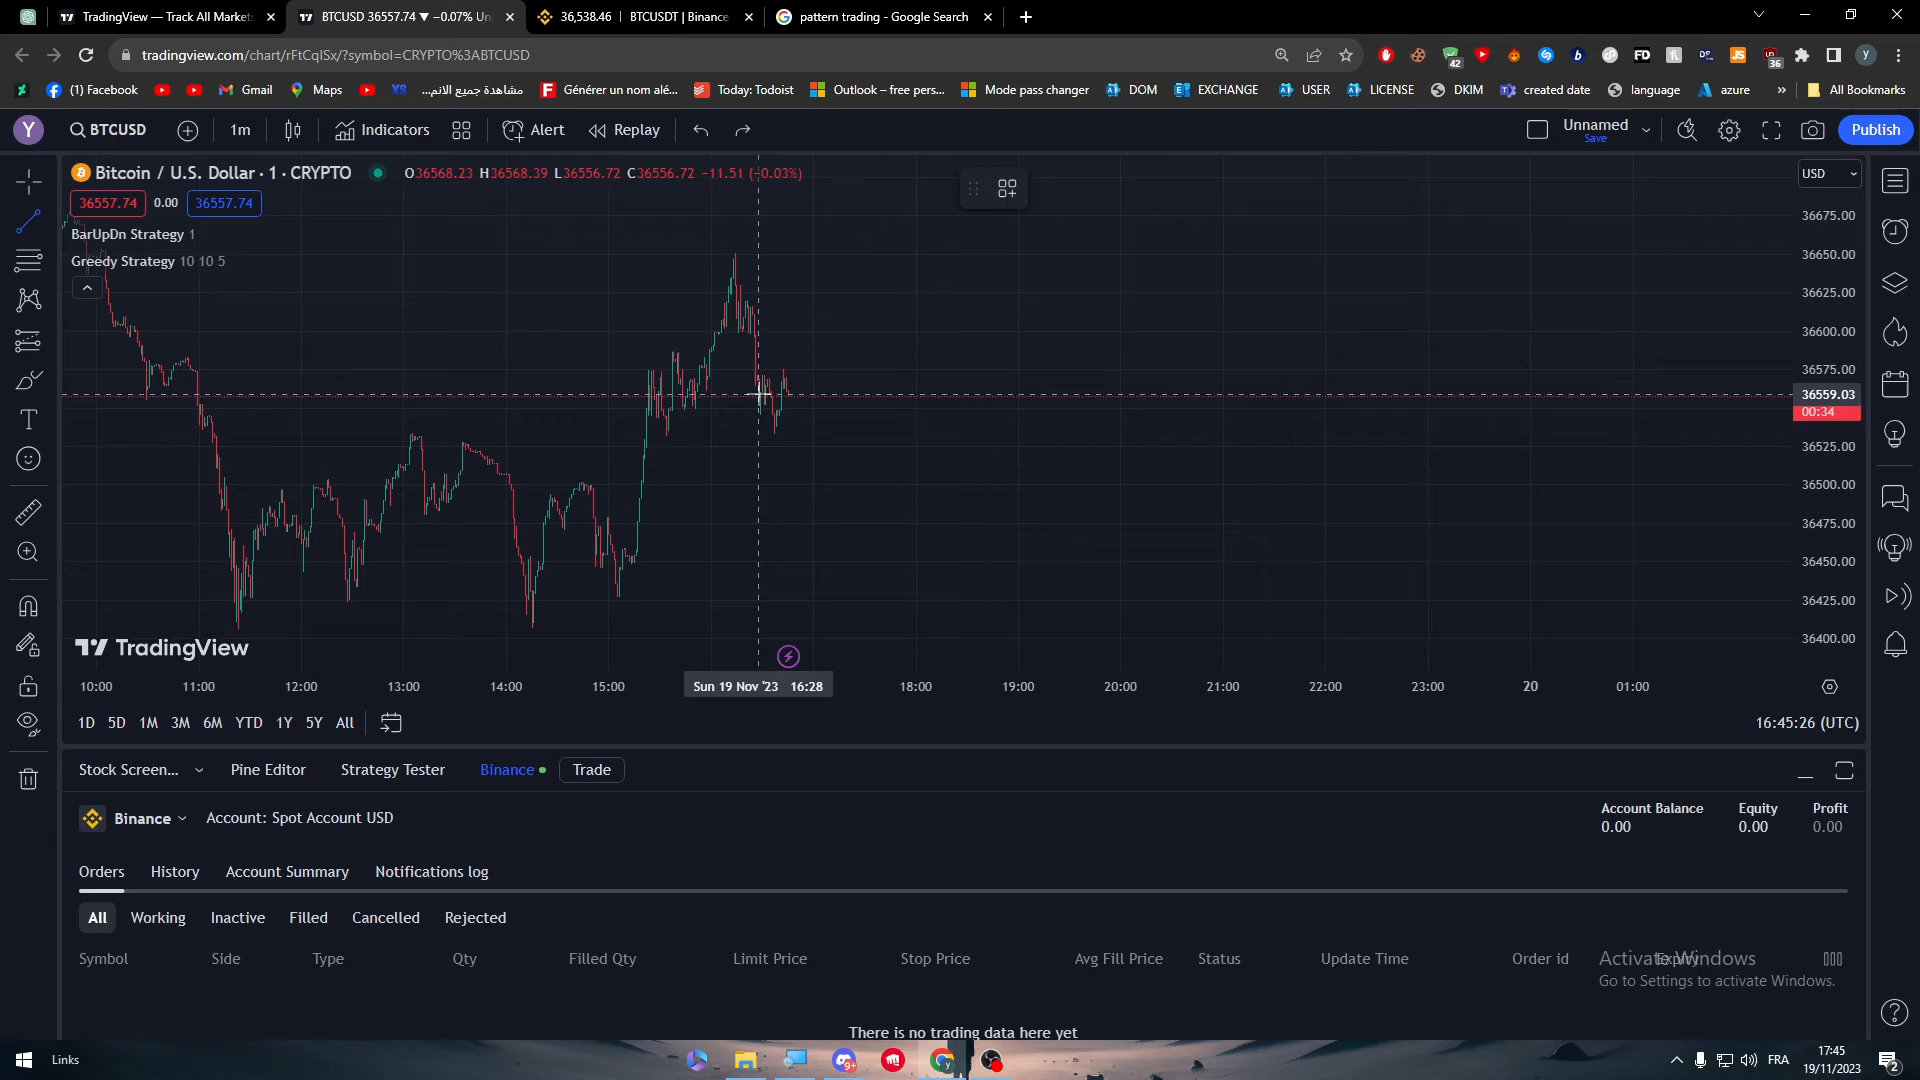 TradingView — Track All Markets
BTCUSD 36557.74 ▼ −0.07% Un
36,538.46 | BTCUSDT | Binance
pattern trading - Google Search
tradingview.com/chart/rFtCqlSx/?symbol=CRYPTO%3ABTCUSD
42
FD
JS
36
y
(1) Facebook
Gmail
Maps
XS
مشاهدة جميع الانم...
Générer un nom alé...
Today: Todoist
Outlook – free pers...
Mode pass changer
DOM
EXCHANGE
USER
LICENSE
DKIM
created date
language
azure
»
All Bookmarks
Y
BTCUSD
1m
Indicators
Alert
Replay
Unnamed
Save
Publish
Bitcoin / U.S. Dollar · 1 · CRYPTO
O36568.23 H36568.39 L36556.72 C36556.72 −11.51 (−0.03%)
USD
36557.74 0.00 36557.74
BarUpDn Strategy 1
Greedy Strategy 10 10 5
36675.00
36650.00
36625.00
36600.00
36575.00
36559.03
00:34
36525.00
36500.00
36475.00
36450.00
36425.00
36400.00
TradingView
10:00 11:00 12:00 13:00 14:00 15:00 Sun 19 Nov '23 16:28 18:00 19:00 20:00 21:00 22:00 23:00 20 01:00
1D 5D 1M 3M 6M YTD 1Y 5Y All
16:45:26 (UTC)
Stock Screen... Pine Editor Strategy Tester Binance Trade
Binance Account: Spot Account USD
Account Balance Equity Profit
0.00 0.00 0.00
Orders History Account Summary Notifications log
All Working Inactive Filled Cancelled Rejected
Symbol Side Type Qty Filled Qty Limit Price Stop Price Avg Fill Price Status Update Time Order id Expiry
Activate Windows
Go to Settings to activate Windows.
There is no trading data here yet
Links
9+
FRA
17:45
19/11/2023
2